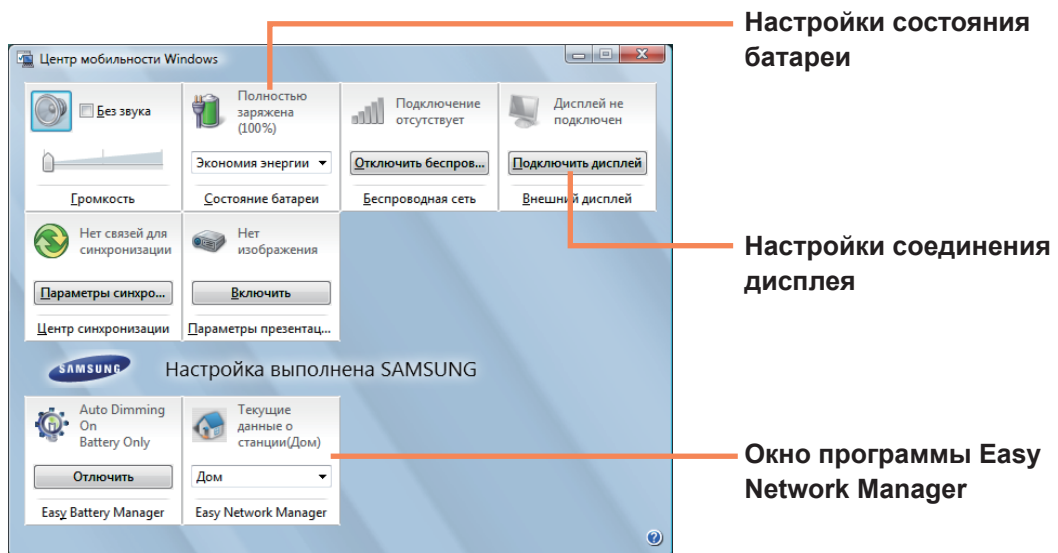 Настройки состояния
батареи
Центр мобильности Windows
Без звука
Громкость
Полностью
заряжена
(100%)
Экономия энергии
Состояние батареи
Подключение
отсутствует
Отключить беспров...
Беспроводная сеть
Дисплей не
подключен
Подключить дисплей
Внешний дисплей
Настройки соединения
дисплея
Нет связей для
синхронизации
Параметры синхро...
Центр синхронизации
Нет
изображения
Включить
Параметры презентац...
SAMSUNG
Настройка выполнена SAMSUNG
Auto Dimming
On
Battery Only
Отлючить
Easy Battery Manager
Текущие
данные о
станции(Дом)
Дом
Easy Network Manager
Окно программы Easy
Network Manager